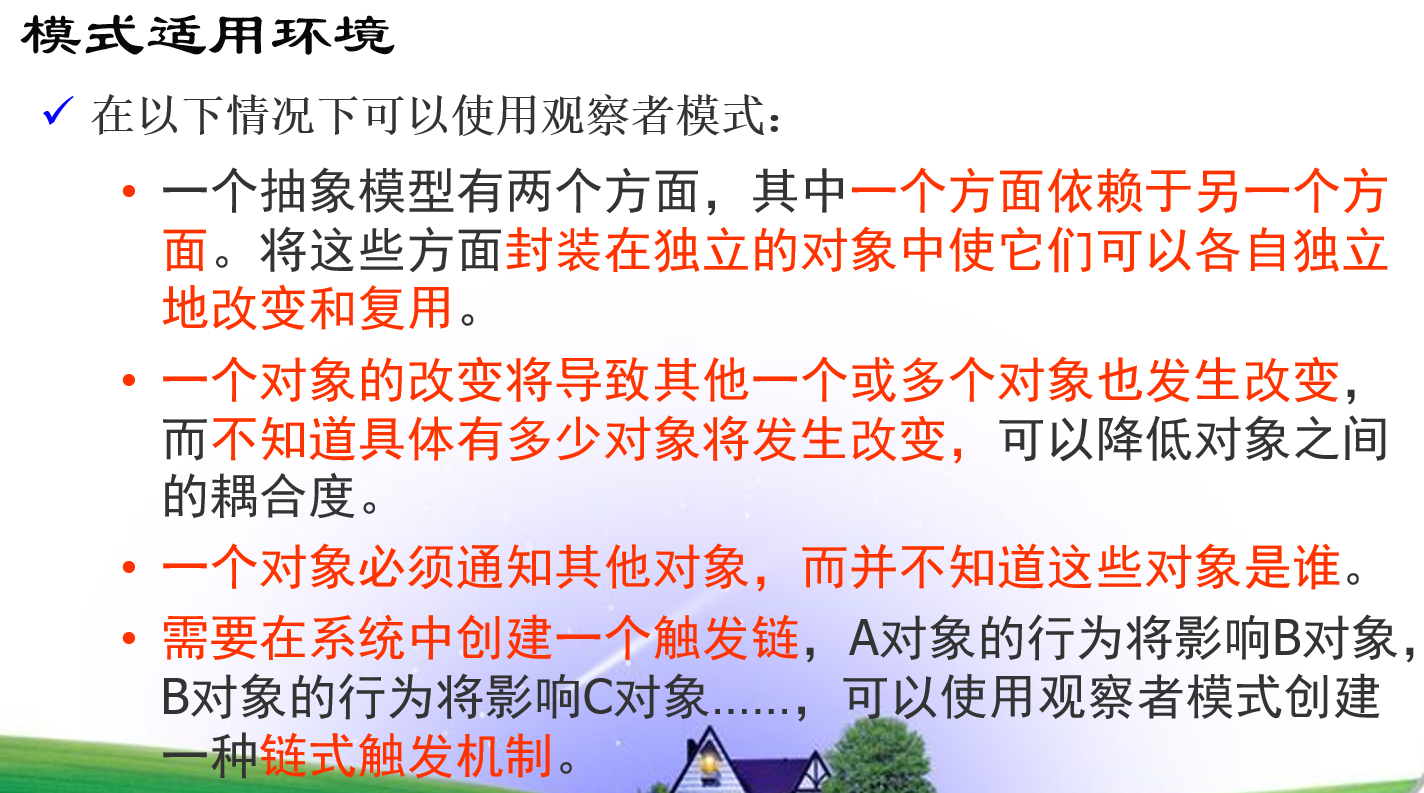 模式适用环境
✓ 在以下情况下可以使用观察者模式：
• 一个抽象模型有两个方面，其中一个方面依赖于另一个方
面。将这些方面封装在独立的对象中使它们可以各自独立
地改变和复用。
• 一个对象的改变将导致其他一个或多个对象也发生改变，
而不知道具体有多少对象将发生改变，可以降低对象之间
的耦合度。
• 一个对象必须通知其他对象，而并不知道这些对象是谁。
• 需要在系统中创建一个触发链，A对象的行为将影响B对象，
B对象的行为将影响C对象……，可以使用观察者模式创建
一种链式触发机制。